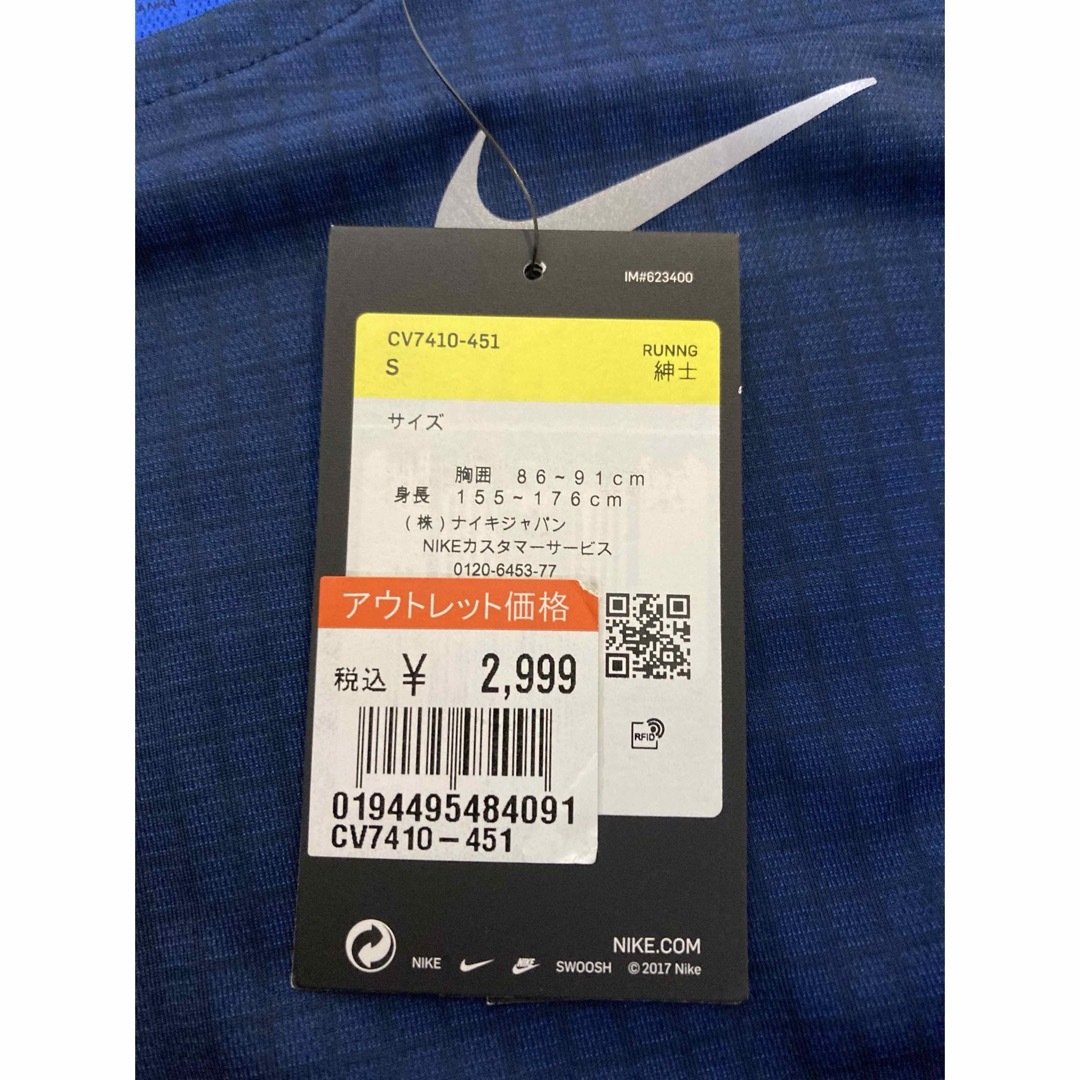 IM#623400
CV7410-451
S
RUNNG
紳士
サイズ
胸囲 86~91cm
身長 155~176cm
(株)ナイキジャパン
NIKEカスタマーサービス
0120-6453-77
アウトレット価格
税込 ¥ 2,999
RFID
0194495484091
CV7410-451
NIKE.COM
NIKE NIKE SWOOSH ©2017 Nike